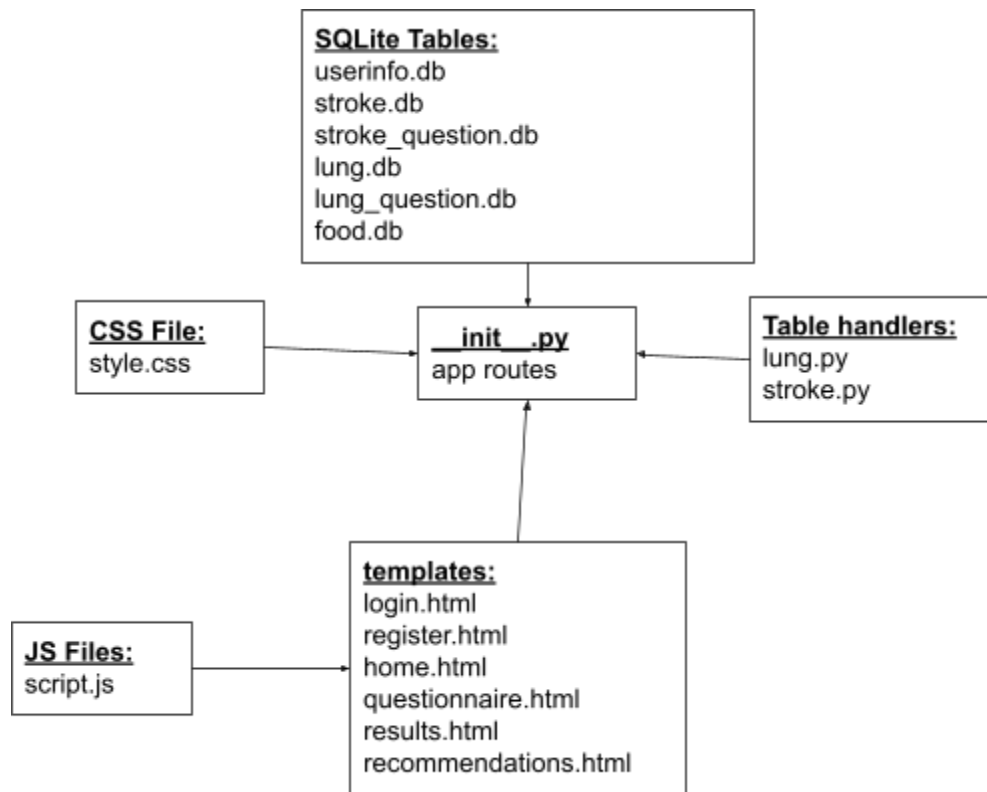 SQLite Tables:
userinfo.db
stroke.db
stroke_question.db
lung.db
lung_question.db
food.db
CSS File:
style.css
__init__.py
app routes
Table handlers:
lung.py
stroke.py
templates:
login.html
register.html
home.html
questionnaire.html
results.html
recommendations.html
JS Files:
script.js